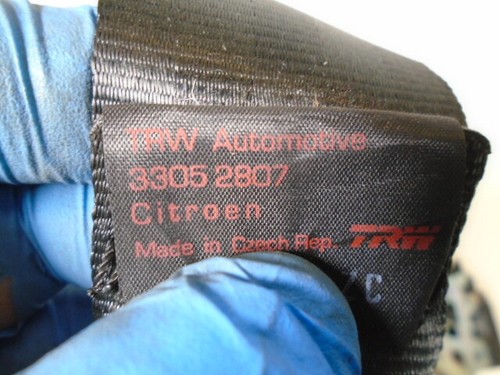 TRW Automotive
3305 2807
Citroen
Made in Czech Rep. TRW
C